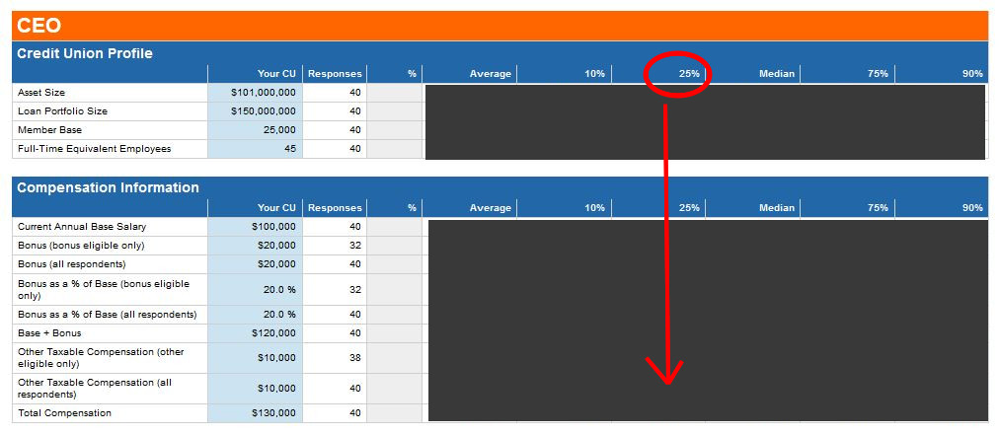 CEO
Credit Union Profile
Your CU Responses % Average 10% 25% Median 75% 90%
Asset Size $101,000,000 40
Loan Portfolio Size $150,000,000 40
Member Base 25,000 40
Full-Time Equivalent Employees 45 40
Compensation Information
Your CU Responses % Average 10% 25% Median 75% 90%
Current Annual Base Salary $100,000 40
Bonus (bonus eligible only) $20,000 32
Bonus (all respondents) $20,000 40
Bonus as a % of Base (bonus eligible
only) 20.0 % 32
Bonus as a % of Base (all respondents) 20.0 % 40
Base + Bonus $120,000 40
Other Taxable Compensation (other
eligible only) $10,000 38
Other Taxable Compensation (all
respondents) $10,000 40
Total Compensation $130,000 40